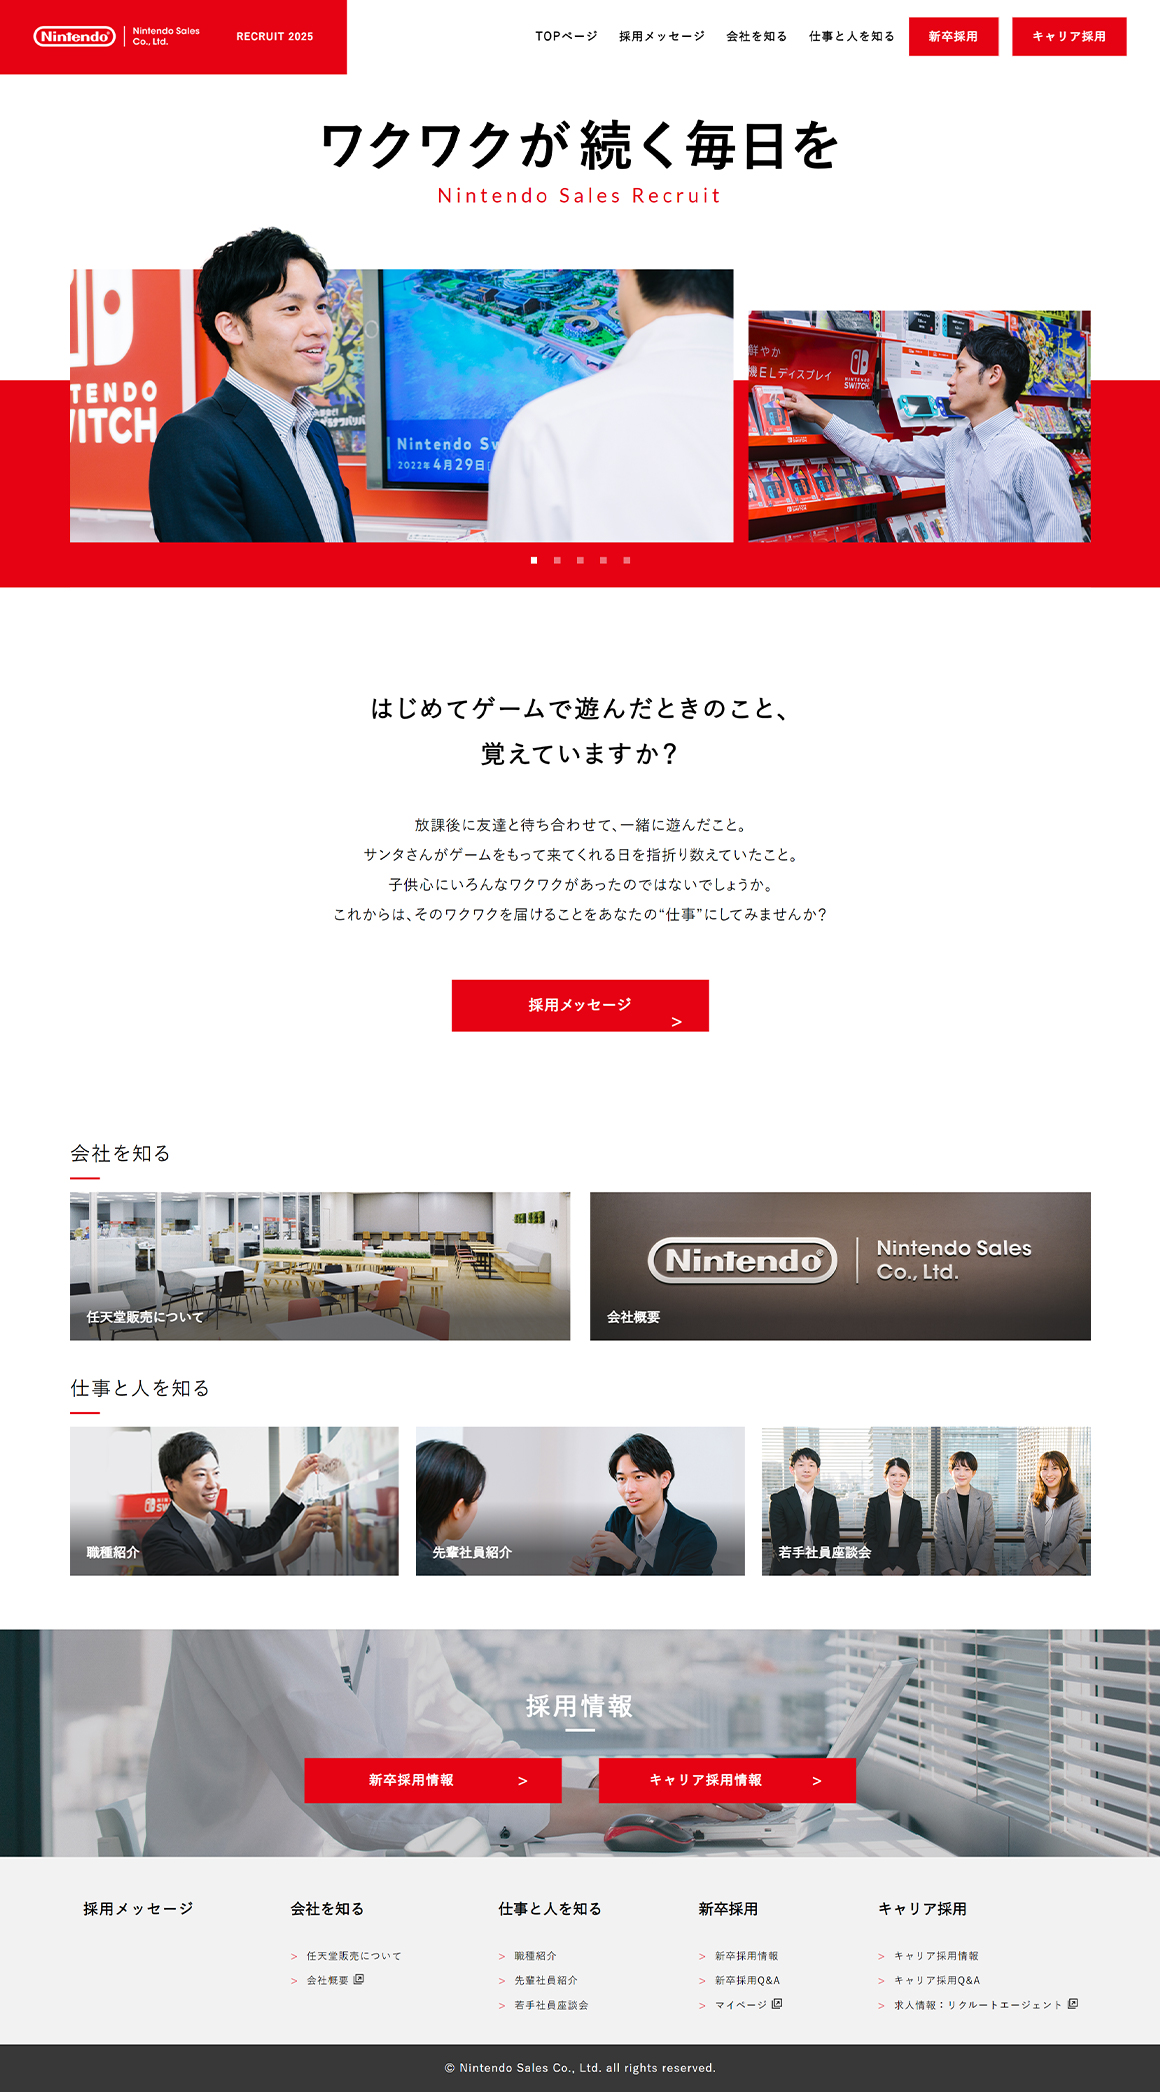 Nintendo Nintendo Sales Co., Ltd.
RECRUIT 2025
TOPページ
採用メッセージ
会社を知る
仕事と人を知る
新卒採用
キャリア採用
ワクワクが続く毎日を
Nintendo Sales Recruit
NINTENDO
SWITCH
Nintendo Sw
2022年 4月29日
鮮やか
機ELディスプレイ
NINTENDO
SWITCH
はじめてゲームで遊んだときのこと、
覚えていますか？
放課後に友達と待ち合わせて、一緒に遊んだこと。
サンタさんがゲームをもって来てくれる日を指折り数えていたこと。
子供心にいろんなワクワクがあったのではないでしょうか。
これからは、そのワクワクを届けることをあなたの“仕事”にしてみませんか？
採用メッセージ
>
会社を知る
任天堂販売について
Nintendo® Nintendo Sales
Co., Ltd.
会社概要
仕事と人を知る
職種紹介
先輩社員紹介
若手社員座談会
採用情報
新卒採用情報 >
キャリア採用情報 >
採用メッセージ
会社を知る
> 任天堂販売について
> 会社概要
仕事と人を知る
> 職種紹介
> 先輩社員紹介
> 若手社員座談会
新卒採用
> 新卒採用情報
> 新卒採用Q&A
> マイページ
キャリア採用
> キャリア採用情報
> キャリア採用Q&A
> 求人情報：リクルートエージェント
© Nintendo Sales Co., Ltd. all rights reserved.